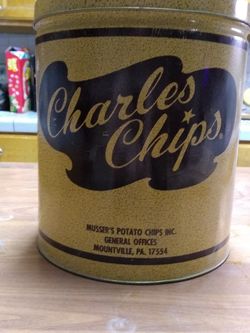 Charles
Chips.
MUSSER'S POTATO CHIPS INC.
GENERAL OFFICES
MOUNTVILLE, PA. 17554